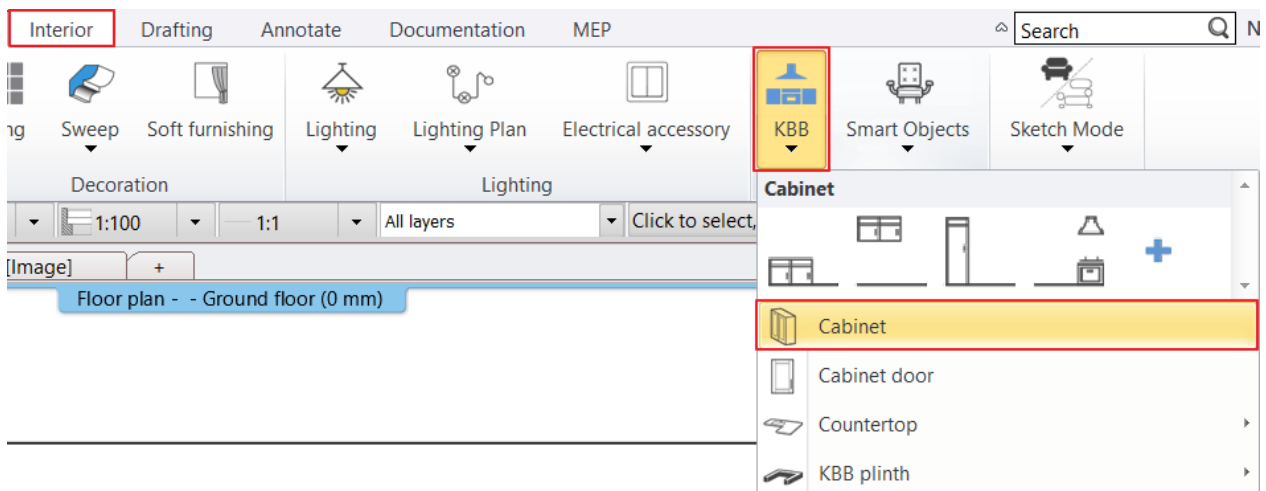 Interior Drafting Annotate Documentation MEP Search N
ng Sweep Soft furnishing Lighting Lighting Plan Electrical accessory KBB Smart Objects Sketch Mode
Decoration Lighting
1:100 1:1 All layers Click to select,
[Image] +
Floor plan - - Ground floor (0 mm)
Cabinet
Cabinet
Cabinet door
Countertop
KBB plinth